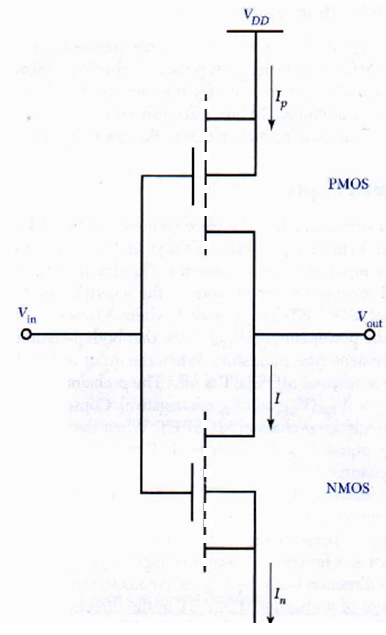 V_DD
I_p
PMOS
V_in
V_out
I
NMOS
I_n